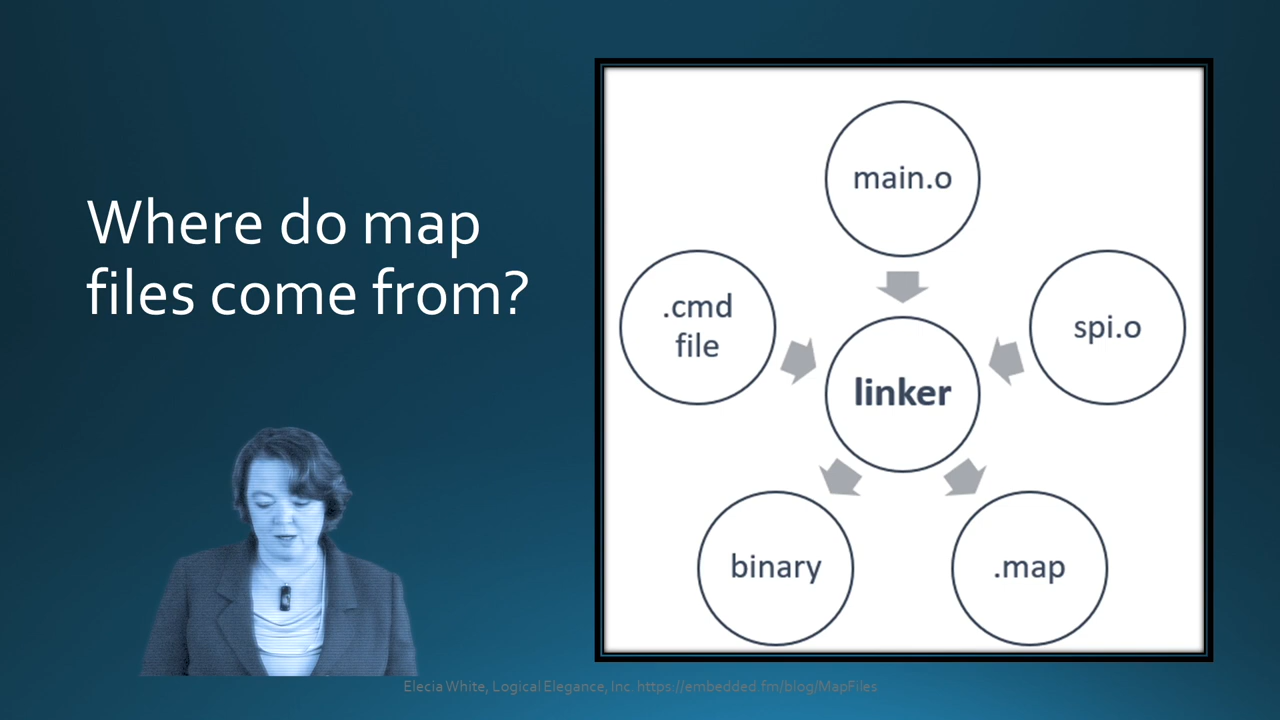 Where do map
files come from?
main.o
.cmd
file
spi.o
linker
binary
.map
Elecia White, Logical Elegance, Inc. https://embedded.fm/blog/MapFiles